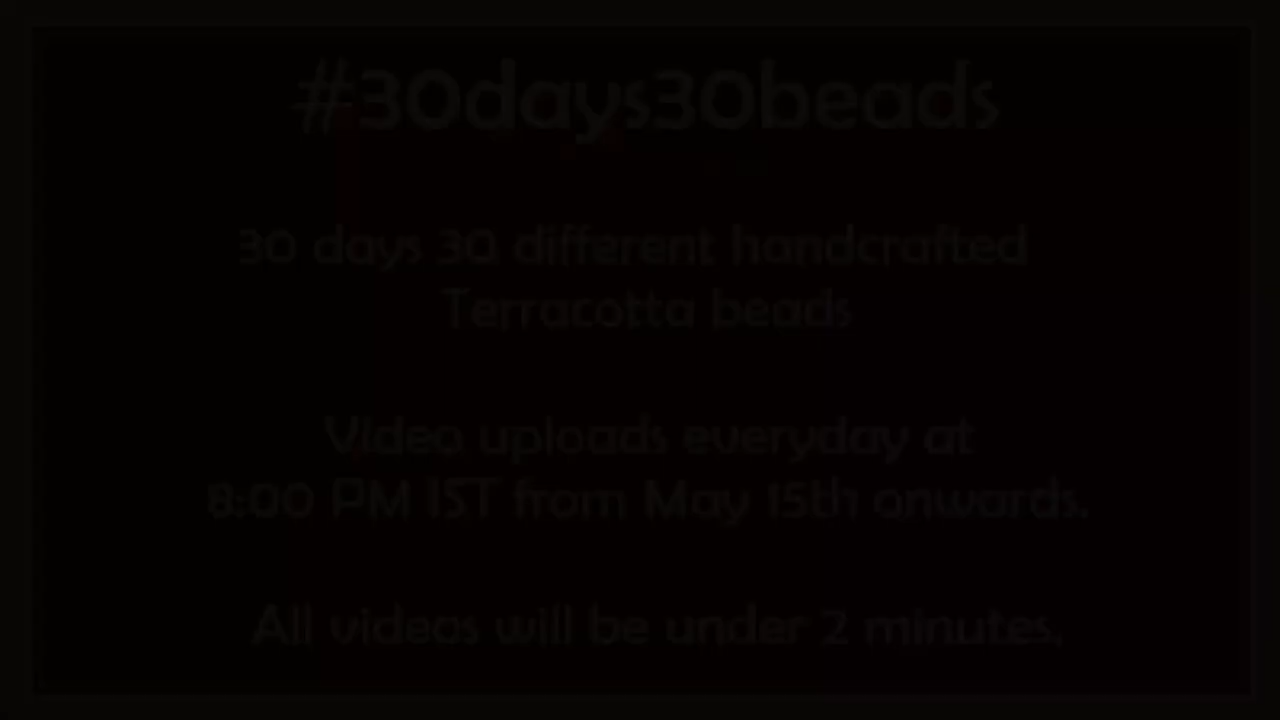 #30days30beads
30 days 30 different handcrafted
Terracotta beads
Video uploads everyday at
8:00 PM IST from May 15th onwards.
All videos will be under 2 minutes.